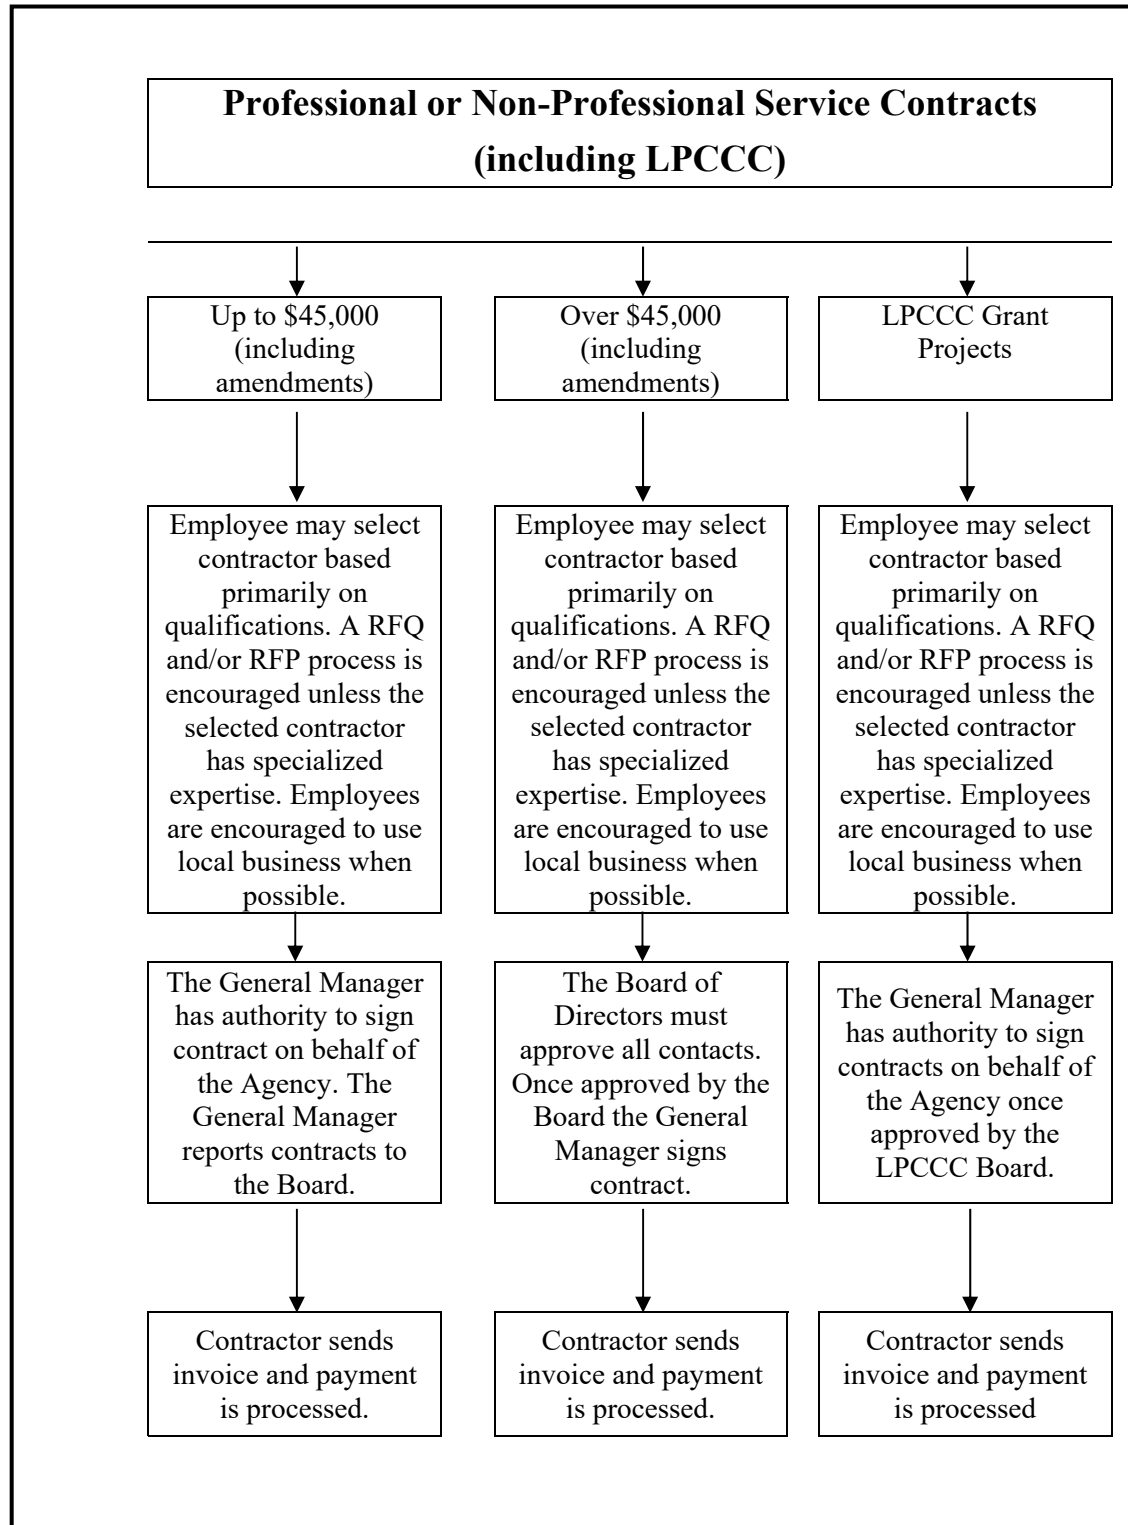 Professional or Non-Professional Service Contracts
(including LPCCC)
Up to $45,000
(including
amendments)
Over $45,000
(including
amendments)
LPCCC Grant
Projects
Employee may select
contractor based
primarily on
qualifications. A RFQ
and/or RFP process is
encouraged unless the
selected contractor
has specialized
expertise. Employees
are encouraged to use
local business when
possible.
Employee may select
contractor based
primarily on
qualifications. A RFQ
and/or RFP process is
encouraged unless the
selected contractor
has specialized
expertise. Employees
are encouraged to use
local business when
possible.
Employee may select
contractor based
primarily on
qualifications. A RFQ
and/or RFP process is
encouraged unless the
selected contractor
has specialized
expertise. Employees
are encouraged to use
local business when
possible.
The General Manager
has authority to sign
contract on behalf of
the Agency. The
General Manager
reports contracts to
the Board.
The Board of
Directors must
approve all contacts.
Once approved by the
Board the General
Manager signs
contract.
The General Manager
has authority to sign
contracts on behalf of
the Agency once
approved by the
LPCCC Board.
Contractor sends
invoice and payment
is processed.
Contractor sends
invoice and payment
is processed.
Contractor sends
invoice and payment
is processed